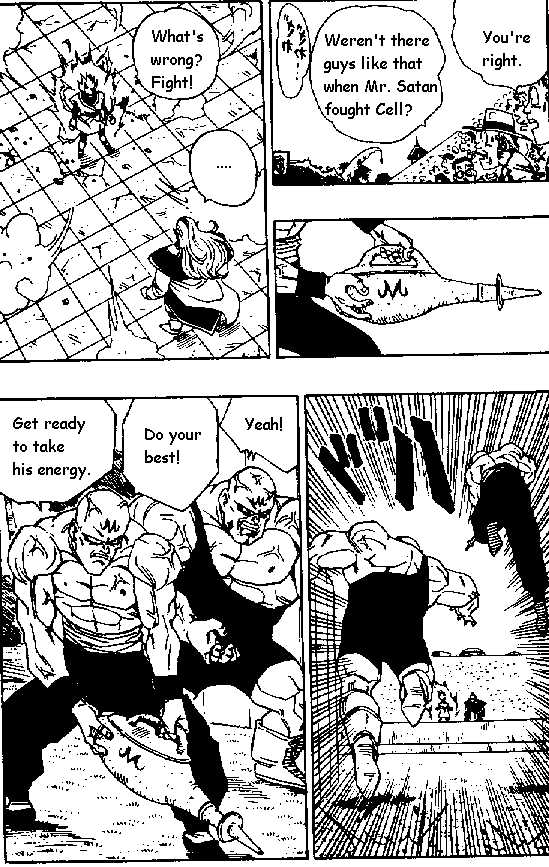 What's
wrong?
Fight!
....
Weren't there
guys like that
when Mr. Satan
fought Cell?
You're
right.
M
Get ready
to take
his energy.
Do your
best!
Yeah!
M
M
M